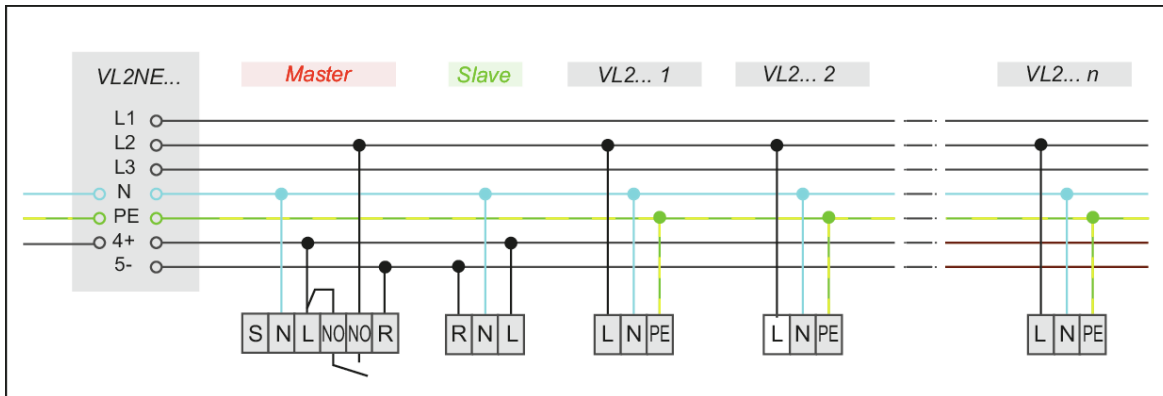 VL2NE... Master Slave VL2... 1 VL2... 2 VL2... n
L1
L2
L3
N
PE
4+
5-
S N L NO NO R R N L L N PE L N PE L N PE